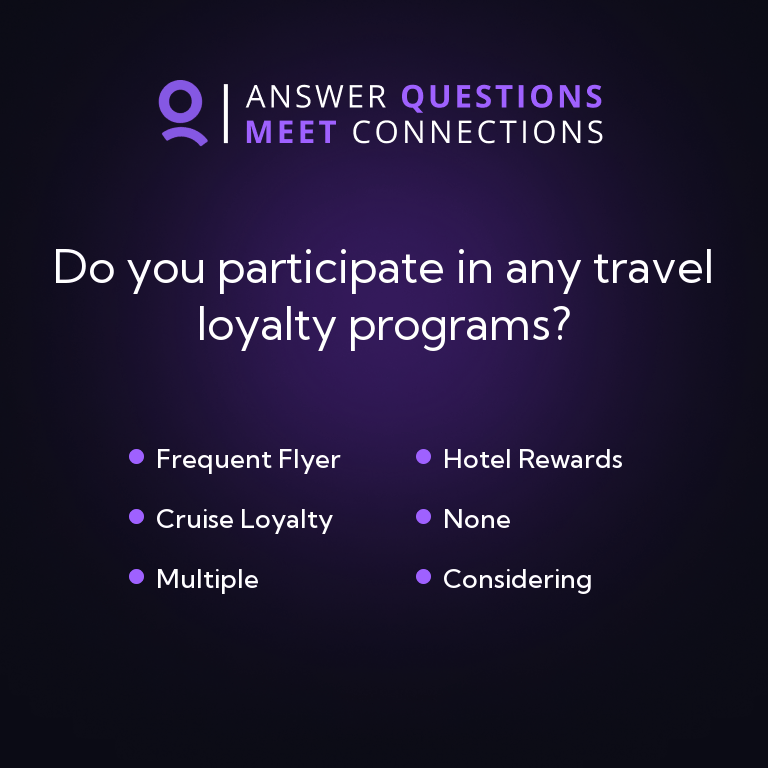 ANSWER QUESTIONS
MEET CONNECTIONS
Do you participate in any travel
loyalty programs?
Frequent Flyer
Hotel Rewards
Cruise Loyalty
None
Multiple
Considering